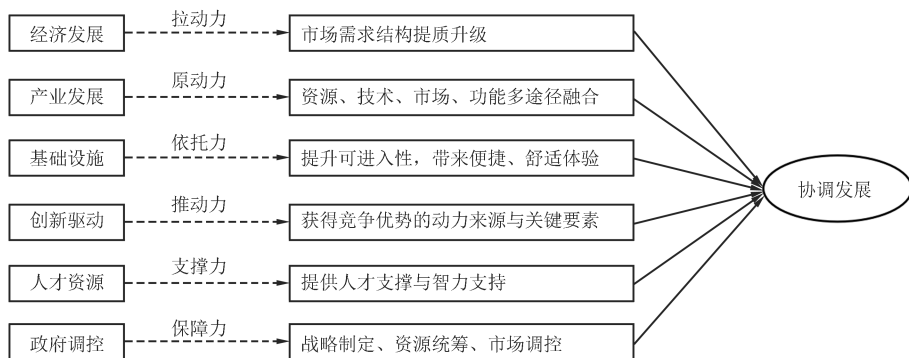 经济发展 拉动力 市场需求结构提质升级
产业发展 原动力 资源、技术、市场、功能多途径融合
基础设施 依托力 提升可进入性，带来便捷、舒适体验
协调发展
创新驱动 推动力 获得竞争优势的动力来源与关键要素
人才资源 支撑力 提供人才支撑与智力支持
政府调控 保障力 战略制定、资源统筹、市场调控